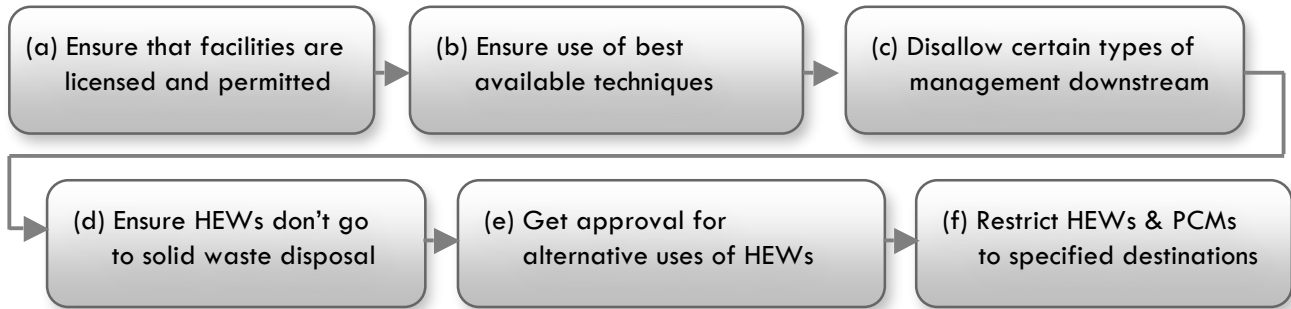 (a) Ensure that facilities are
licensed and permitted
(b) Ensure use of best
available techniques
(c) Disallow certain types of
management downstream
(d) Ensure HEWs don’t go
to solid waste disposal
(e) Get approval for
alternative uses of HEWs
(f) Restrict HEWs & PCMs
to specified destinations